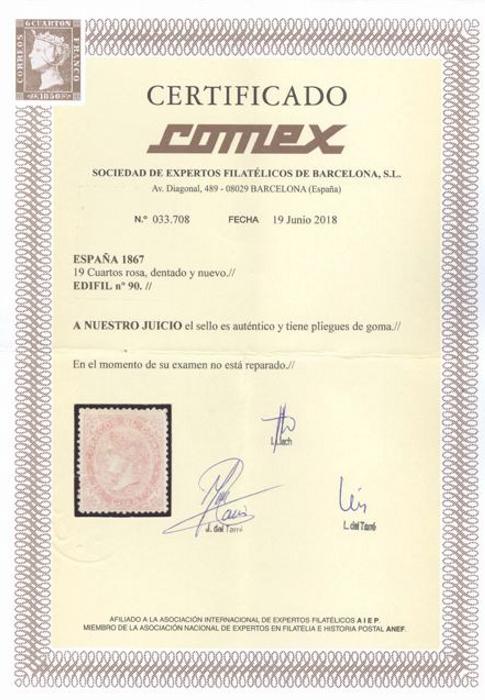 6 CUARTOS
CORREOS
FRANCO
1850
CERTIFICADO
comex
SOCIEDAD DE EXPERTOS FILATÉLICOS DE BARCELONA, S.L.
Av. Diagonal, 489 - 08029 BARCELONA (España)
N.º 033.708 FECHA 19 Junio 2018
ESPAÑA 1867
19 Cuartos rosa, dentado y nuevo.//
EDIFIL nº 90. //
A NUESTRO JUICIO el sello es auténtico y tiene pliegues de goma.//
En el momento de su examen no está reparado.//
J. del Tarré
L. del Tarré
AFILIADO A LA ASOCIACIÓN INTERNACIONAL DE EXPERTOS FILATÉLICOS A I E P.
MIEMBRO DE LA ASOCIACIÓN NACIONAL DE EXPERTOS EN FILATELIA E HISTORIA POSTAL ANEF.